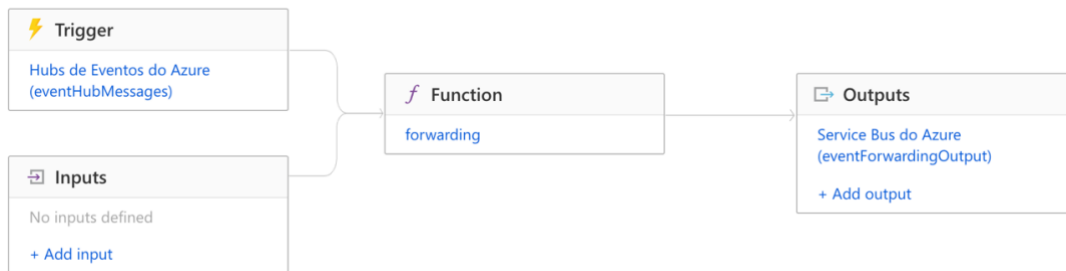 Trigger
Hubs de Eventos do Azure
(eventHubMessages)
Inputs
No inputs defined
+ Add input
Function
forwarding
Outputs
Service Bus do Azure
(eventForwardingOutput)
+ Add output